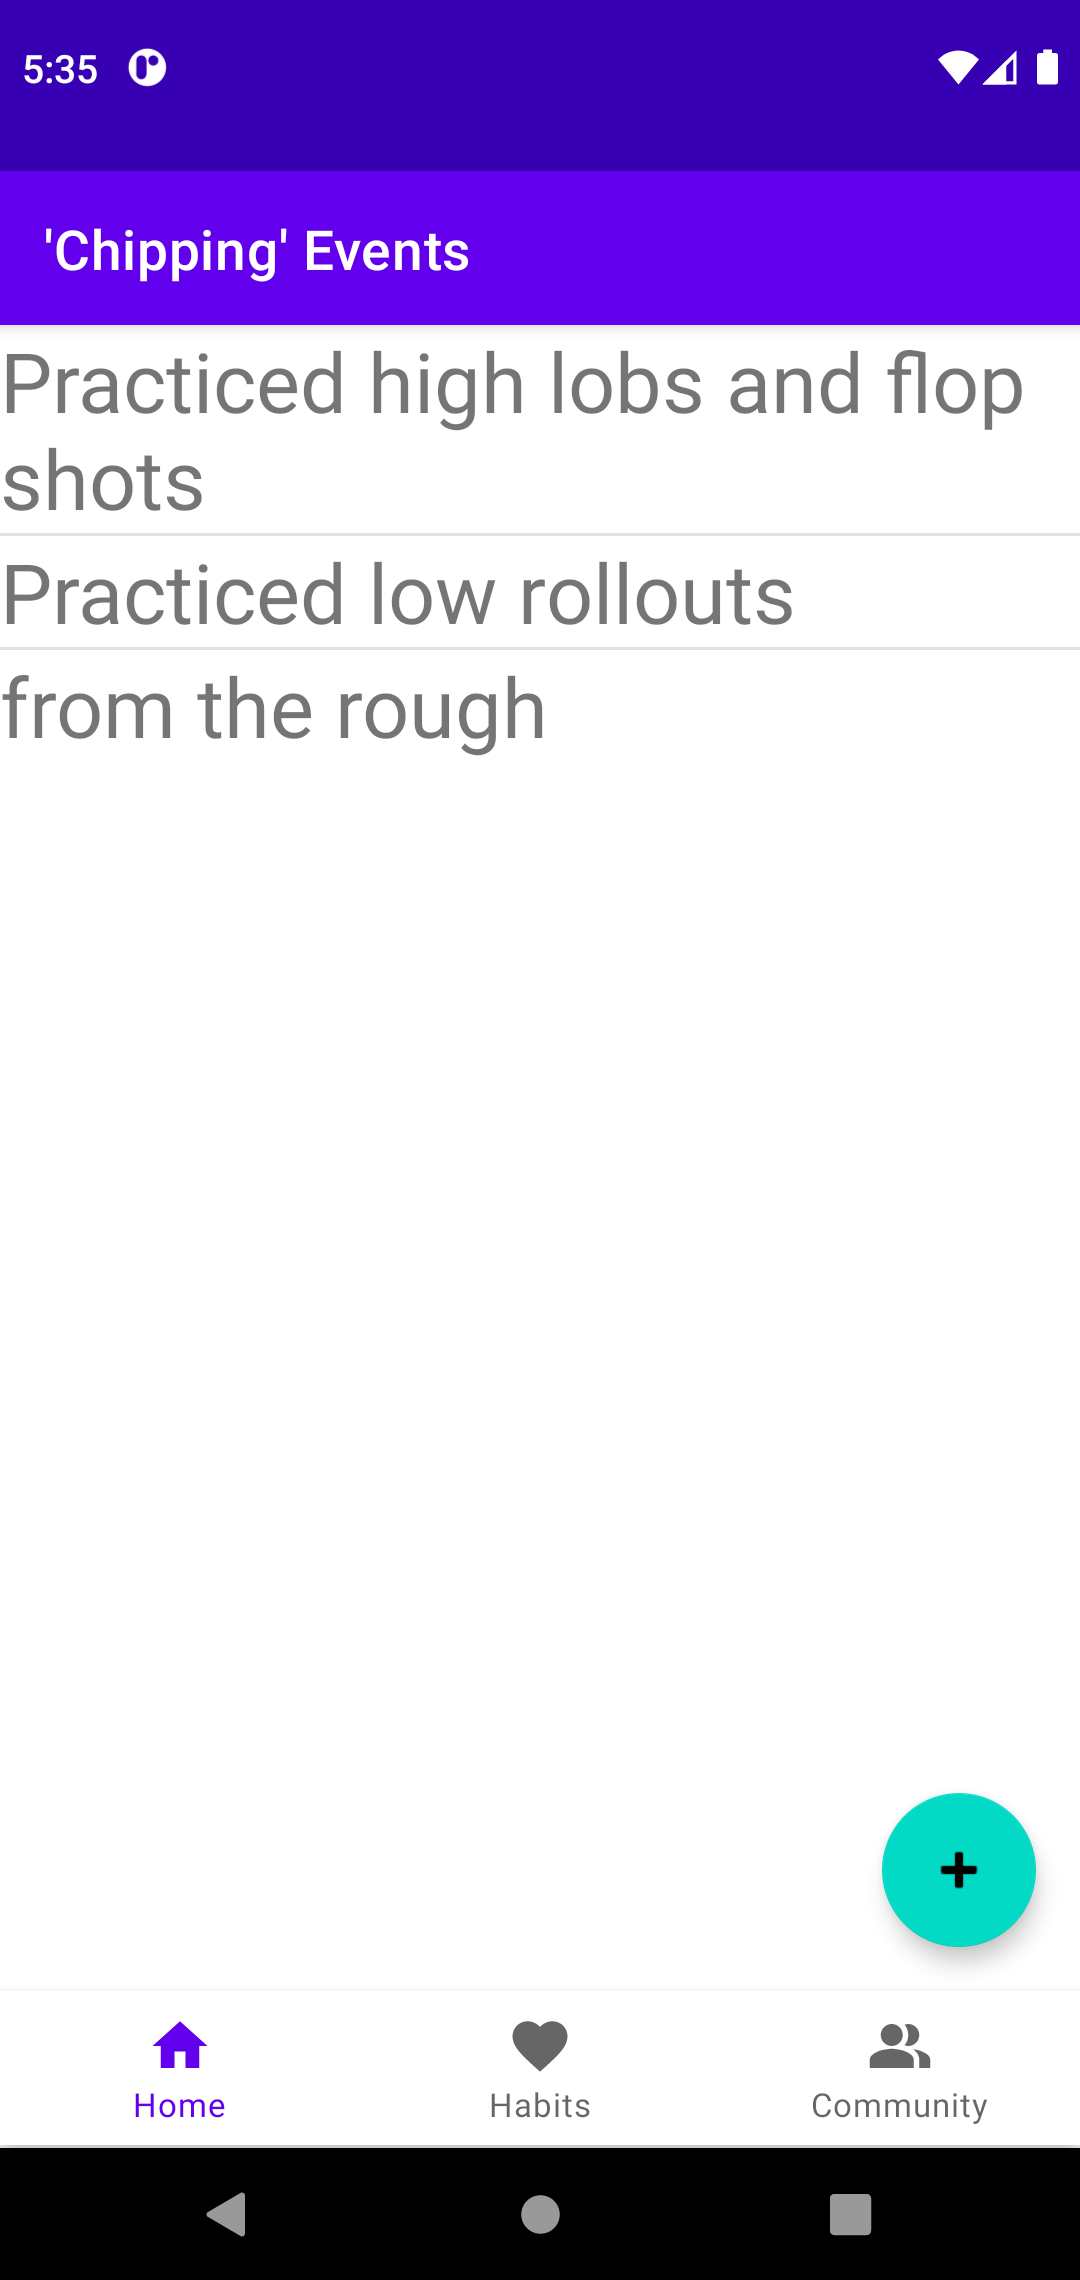 5:35
'Chipping' Events
Practiced high lobs and flop
shots
Practiced low rollouts
from the rough
Home
Habits
Community